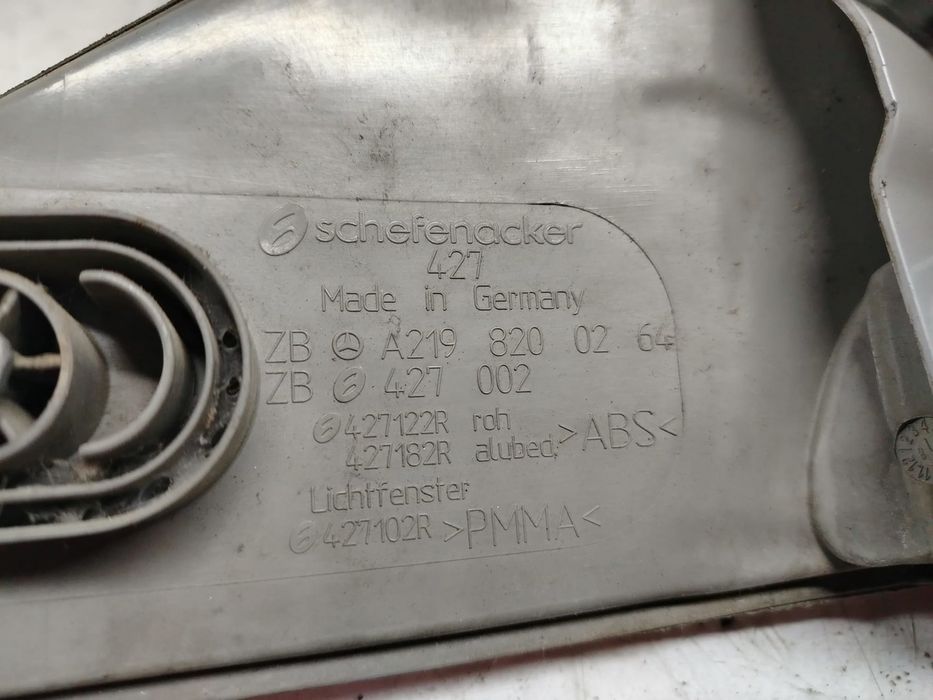 schefenacker
427
Made in Germany
ZB A219 820 02 64
ZB 427 002
427122R roh
427182R alubed. >ABS<
Lichtfenster
427102R >PMMA<